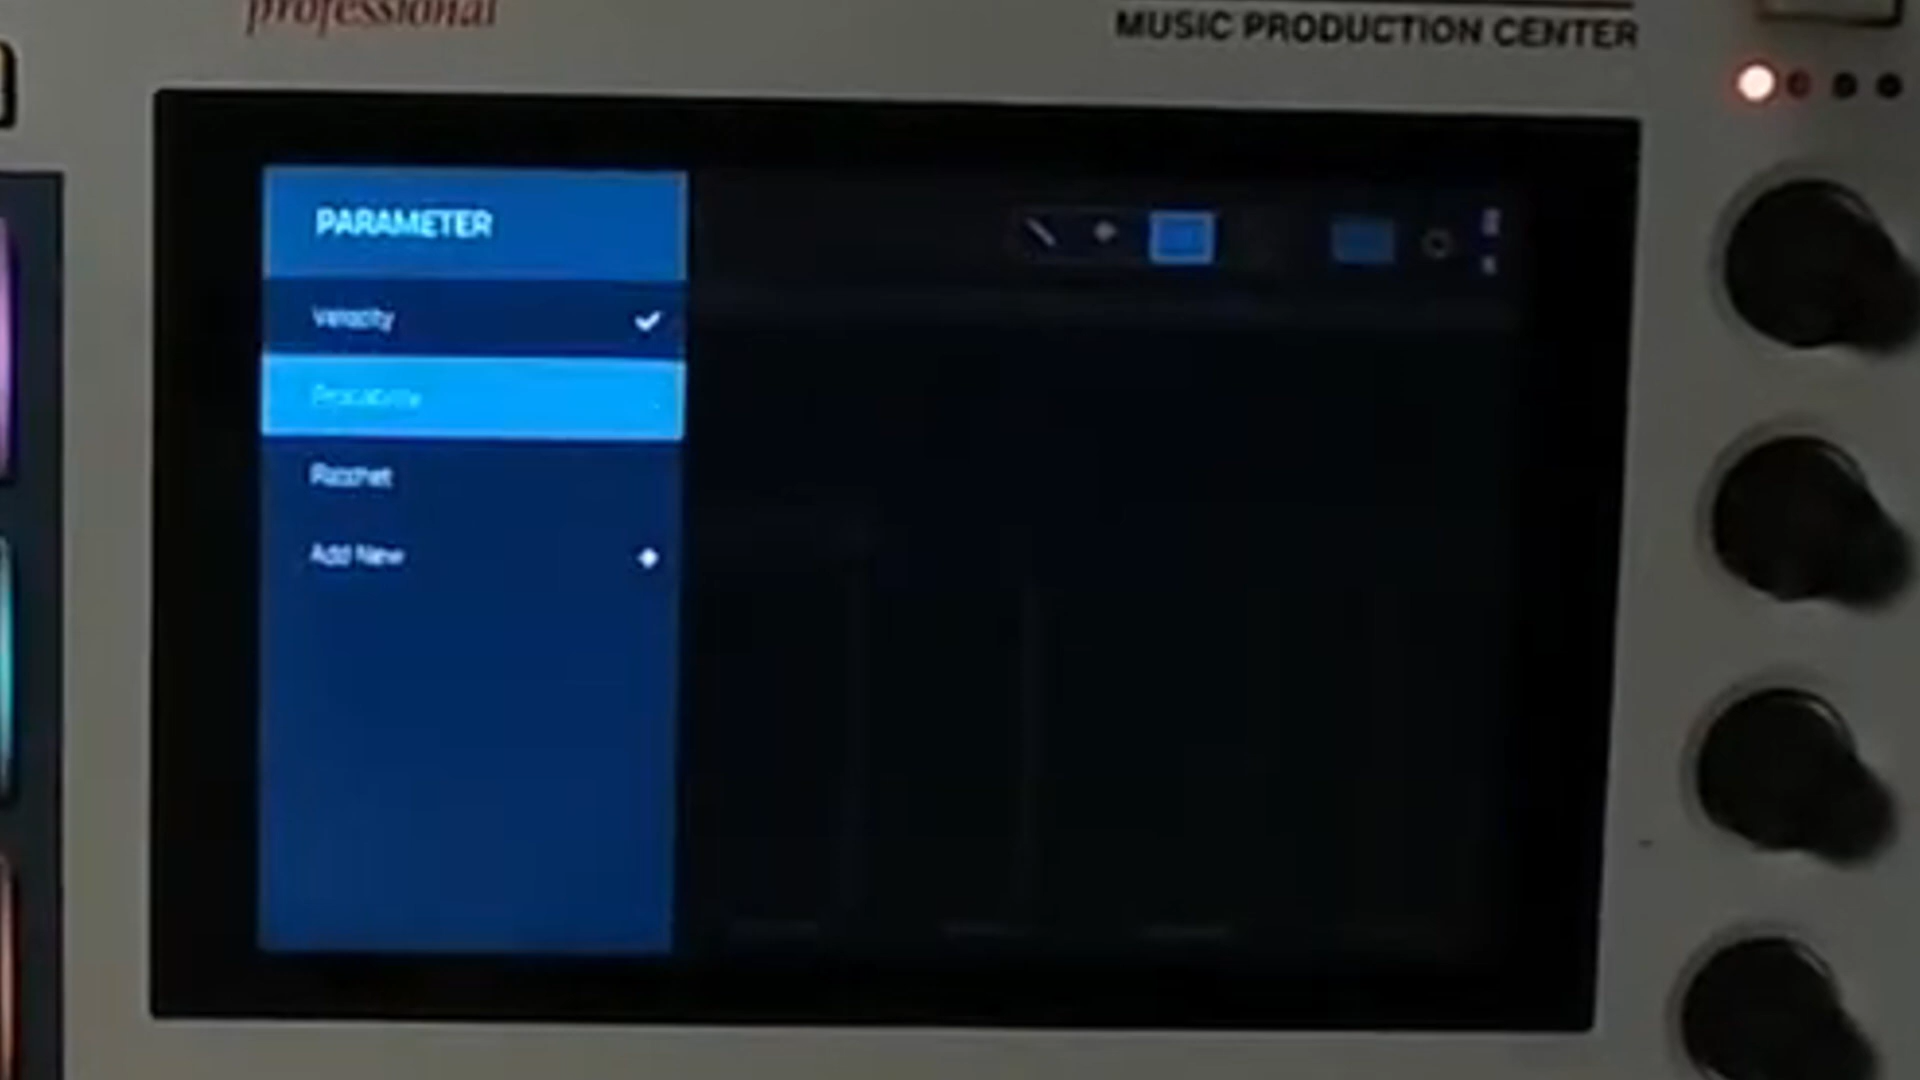 professional
MUSIC PRODUCTION CENTER
PARAMETER
Velocity
Probability
Ratchet
Add New